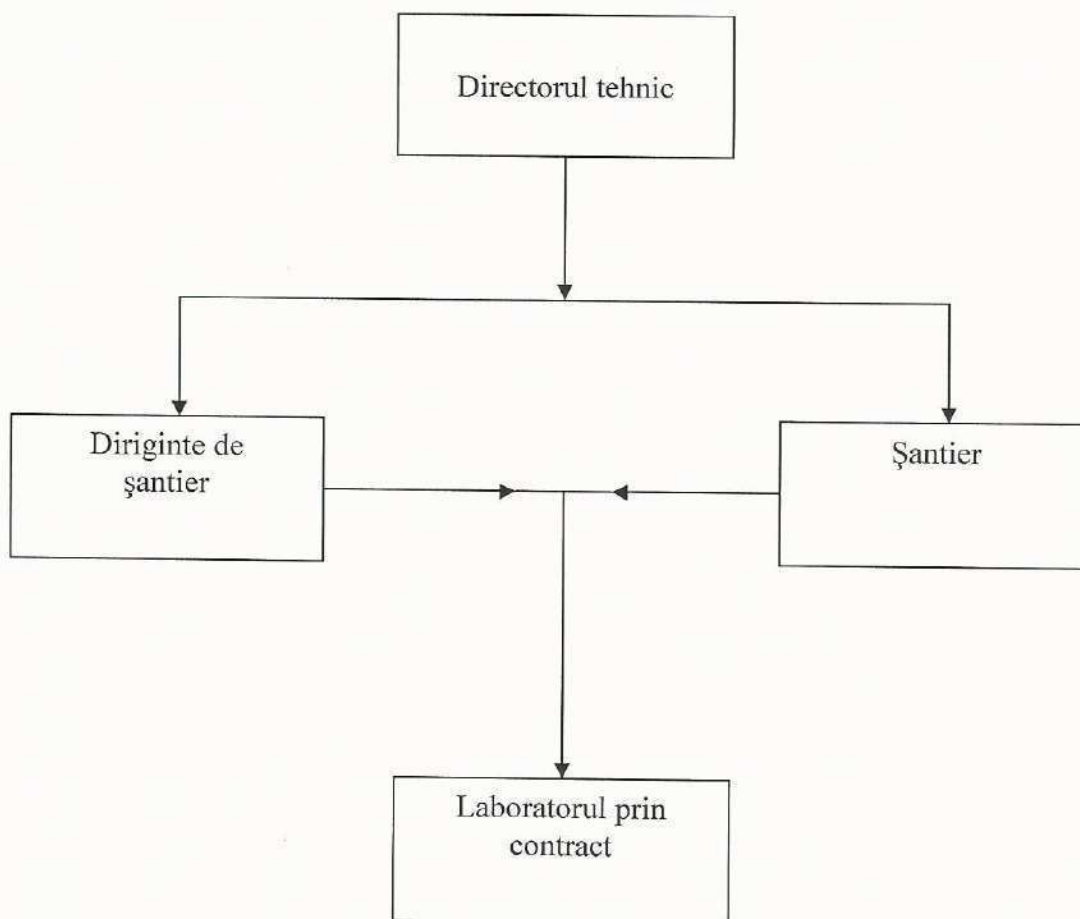 Directorul tehnic
Diriginte de
şantier
Şantier
Laboratorul prin
contract